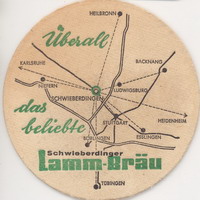 HEILBRONN
Überall
KARLSRUHE
BACKNANG
SCHWIEBERDINGEN
LUDWIGSBURG
das
HEIDENHEIM
STUTTGART
beliebte
ESSLINGEN
BÖBLINGEN
Schwieberdinger
Lamm-Bräu
TÜBINGEN